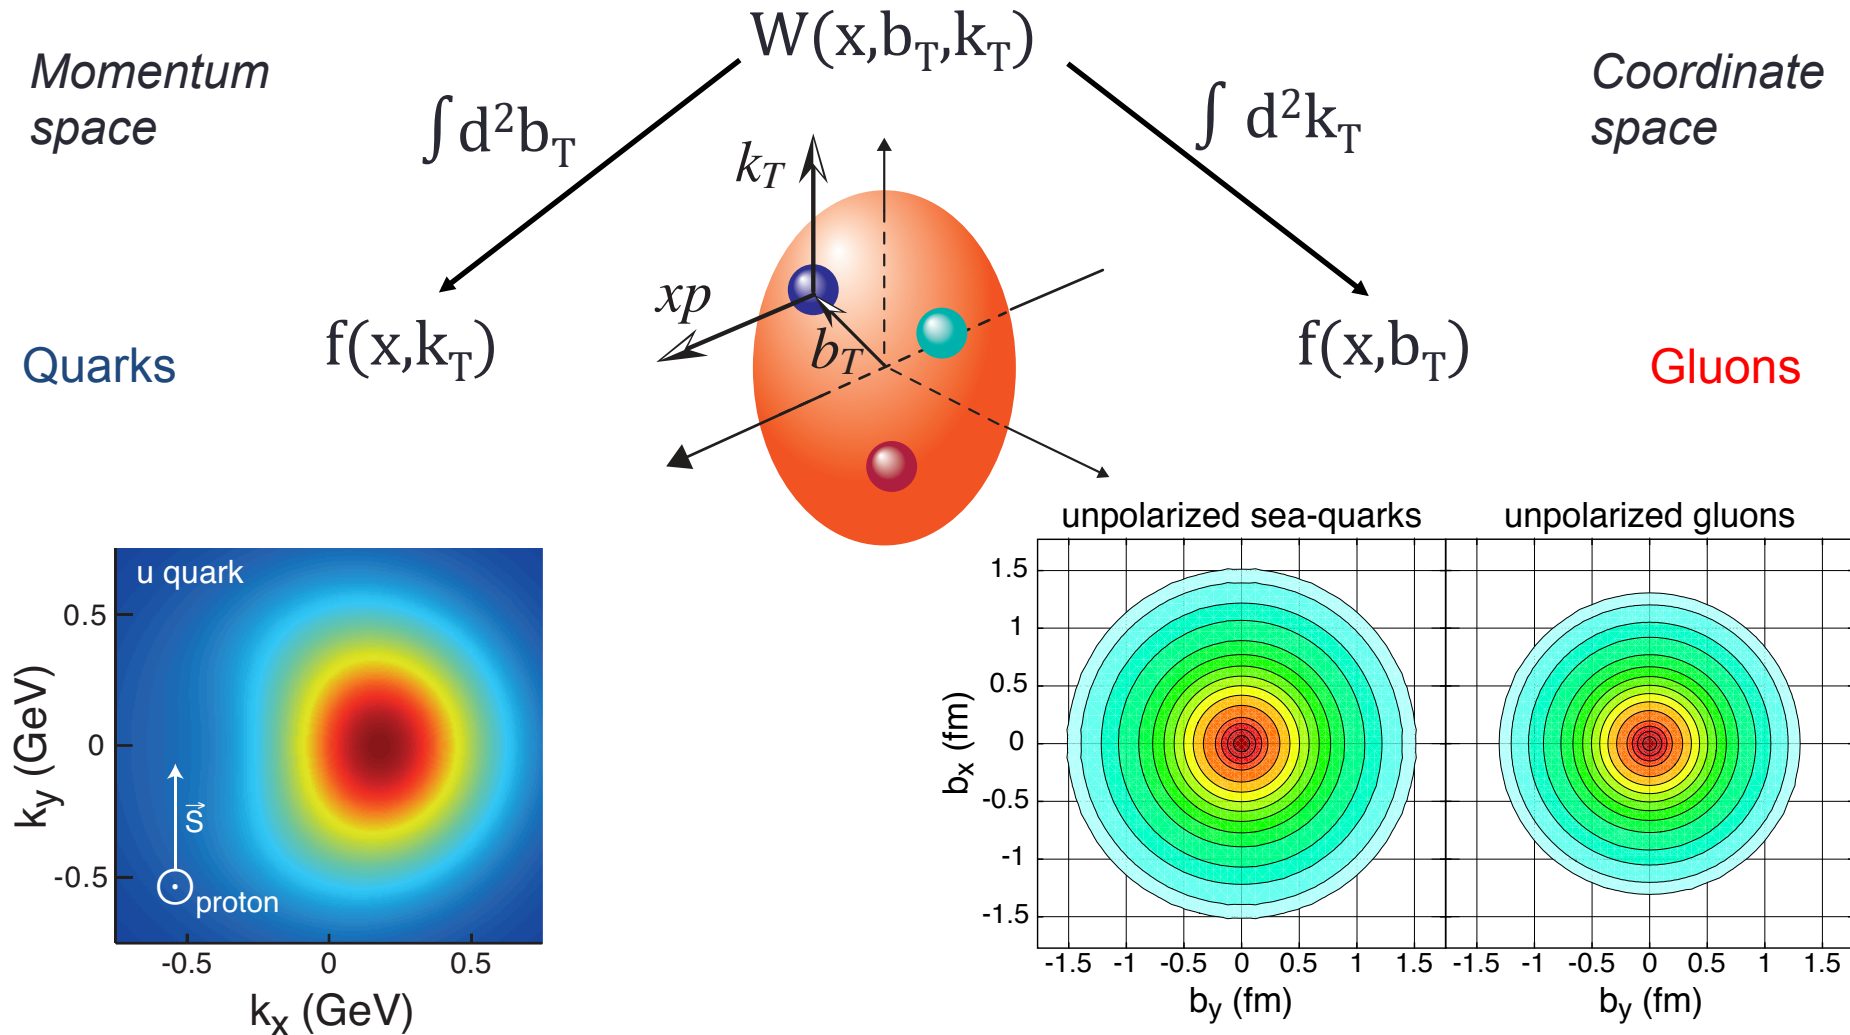 W(x,b_T,k_T)
Momentum
space
∫d²b_T
∫ d²k_T
Coordinate
space
k_T
xp
b_T
Quarks
f(x,k_T)
f(x,b_T)
Gluons
unpolarized sea-quarks
unpolarized gluons
u quark
0.5
0
-0.5
k_y (GeV)
S⃗
proton
-0.5
0
0.5
k_x (GeV)
1.5
1
0.5
0
-0.5
-1
-1.5
b_x (fm)
-1.5 -1 -0.5 0 0.5 1 1.5
-1.5 -1 -0.5 0 0.5 1 1.5
b_y (fm)
b_y (fm)